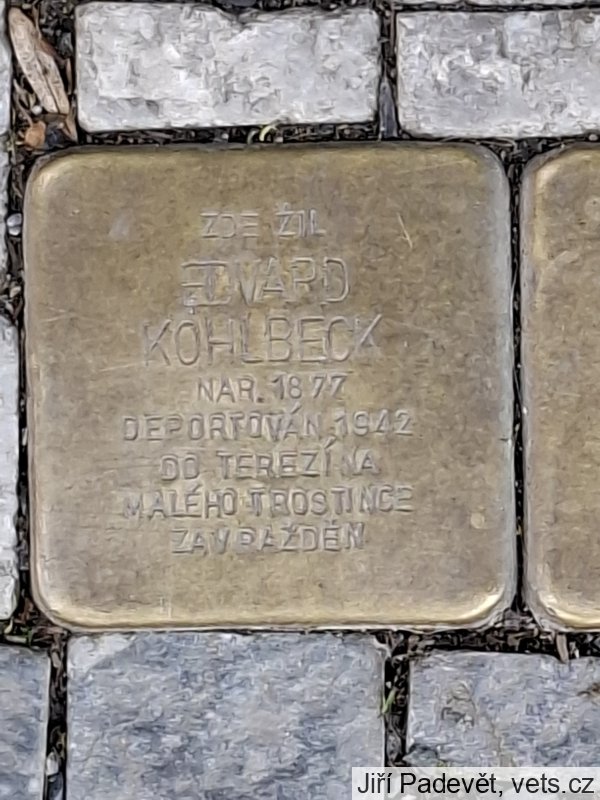 ZDE ŽIL
EDVARD
KOHLBECK
NAR. 1877
DEPORTOVÁN 1942
DO TEREZÍNA
MALÉHO TROSTINCE
ZAVRAŽDĚN
Jiří Padevět, vets.cz